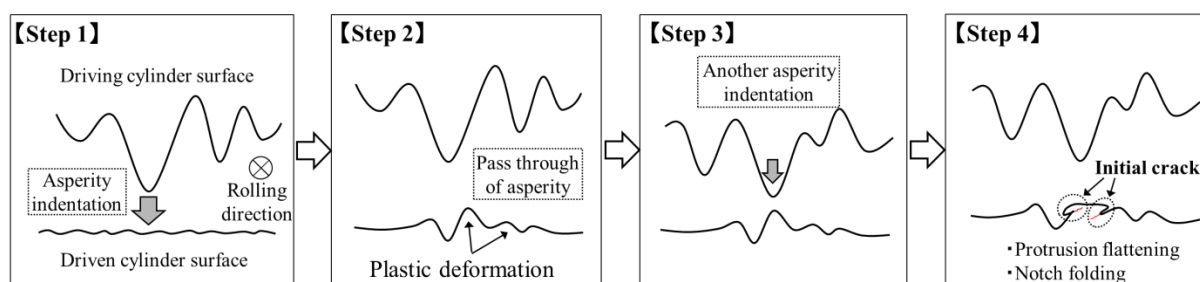 【Step 1】
Driving cylinder surface
Asperity
indentation
Rolling
direction
Driven cylinder surface
【Step 2】
Pass through
of asperity
Plastic deformation
【Step 3】
Another asperity
indentation
【Step 4】
Initial crack
・Protrusion flattening
・Notch folding